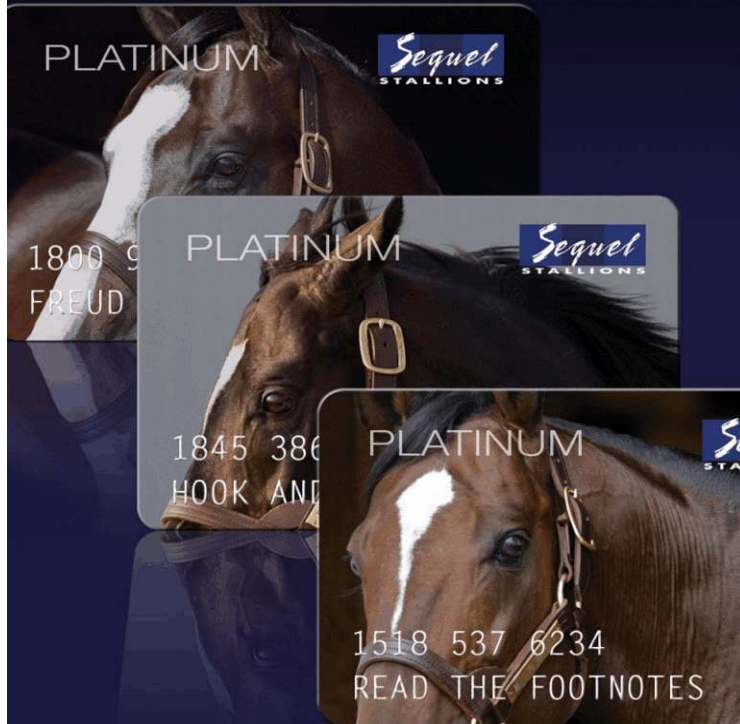 PLATINUM
Sequel
STALLIONS
1800 9
FREUD
PLATINUM
Sequel
STALLIONS
1845 386
HOOK AND
PLATINUM
1518 537 6234
READ THE FOOTNOTES